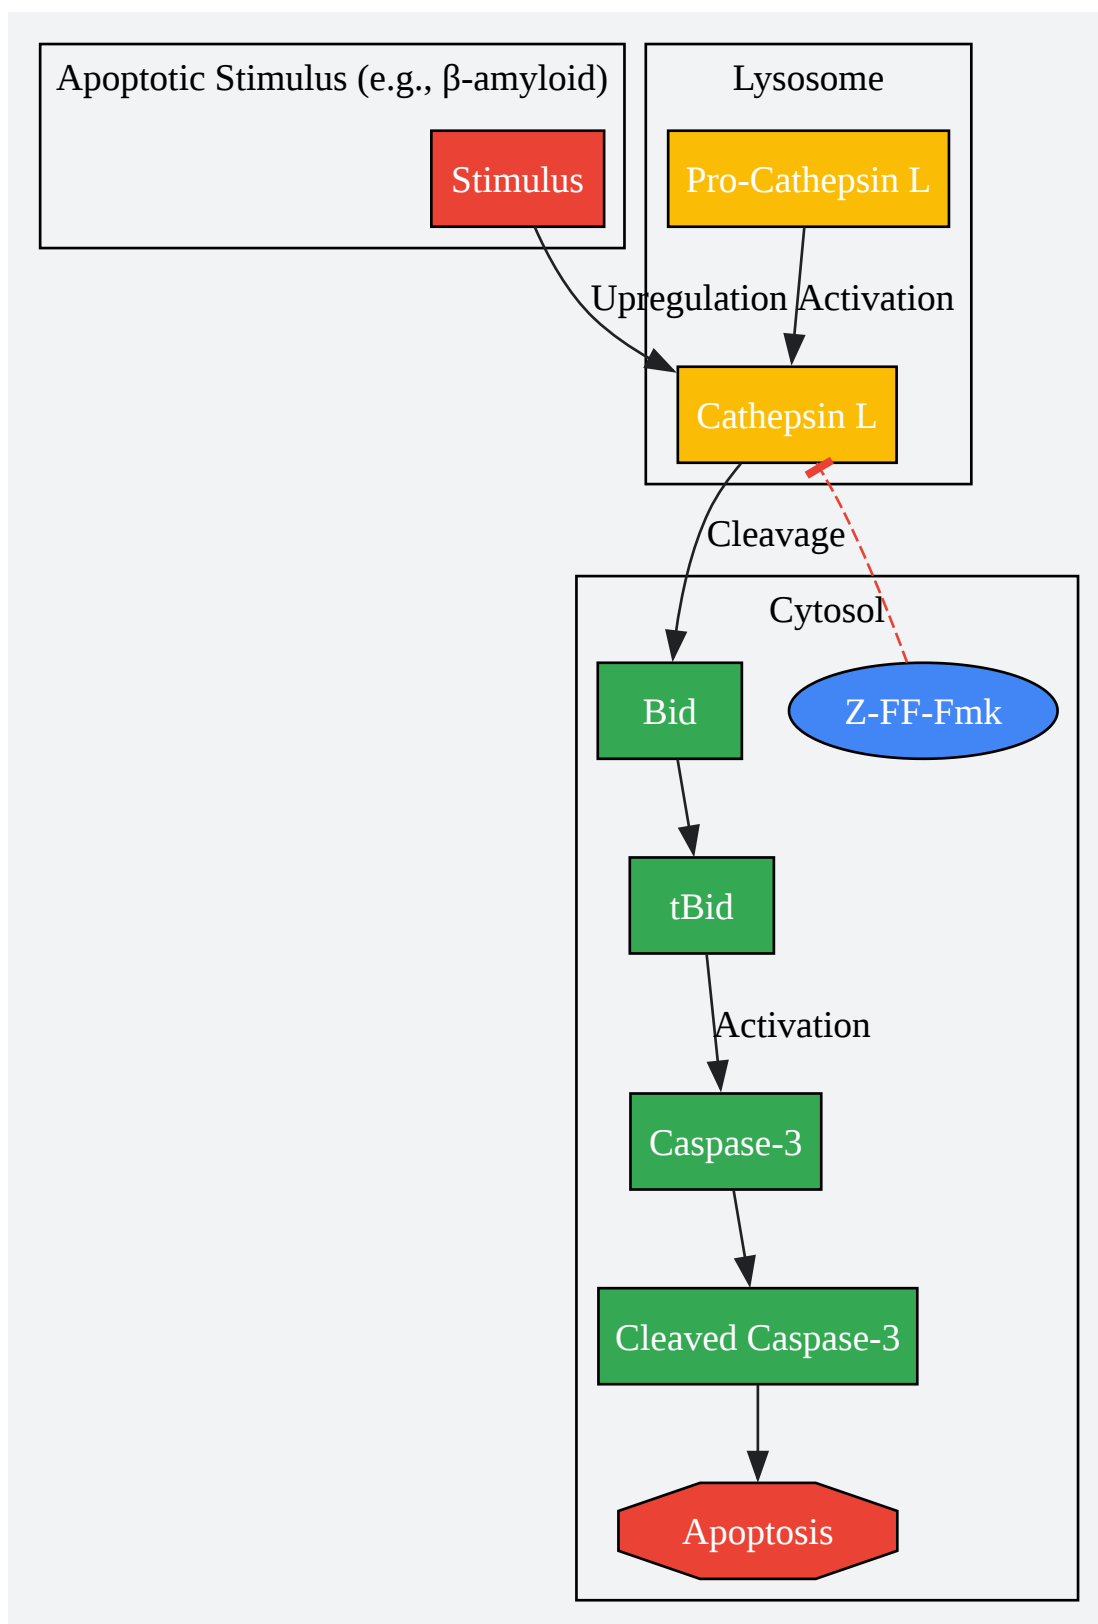 Apoptotic Stimulus (e.g., β-amyloid)
Lysosome
Stimulus
Pro-Cathepsin L
Upregulation
Activation
Cathepsin L
Cleavage
Cytosol
Bid
Z-FF-Fmk
tBid
Activation
Caspase-3
Cleaved Caspase-3
Apoptosis